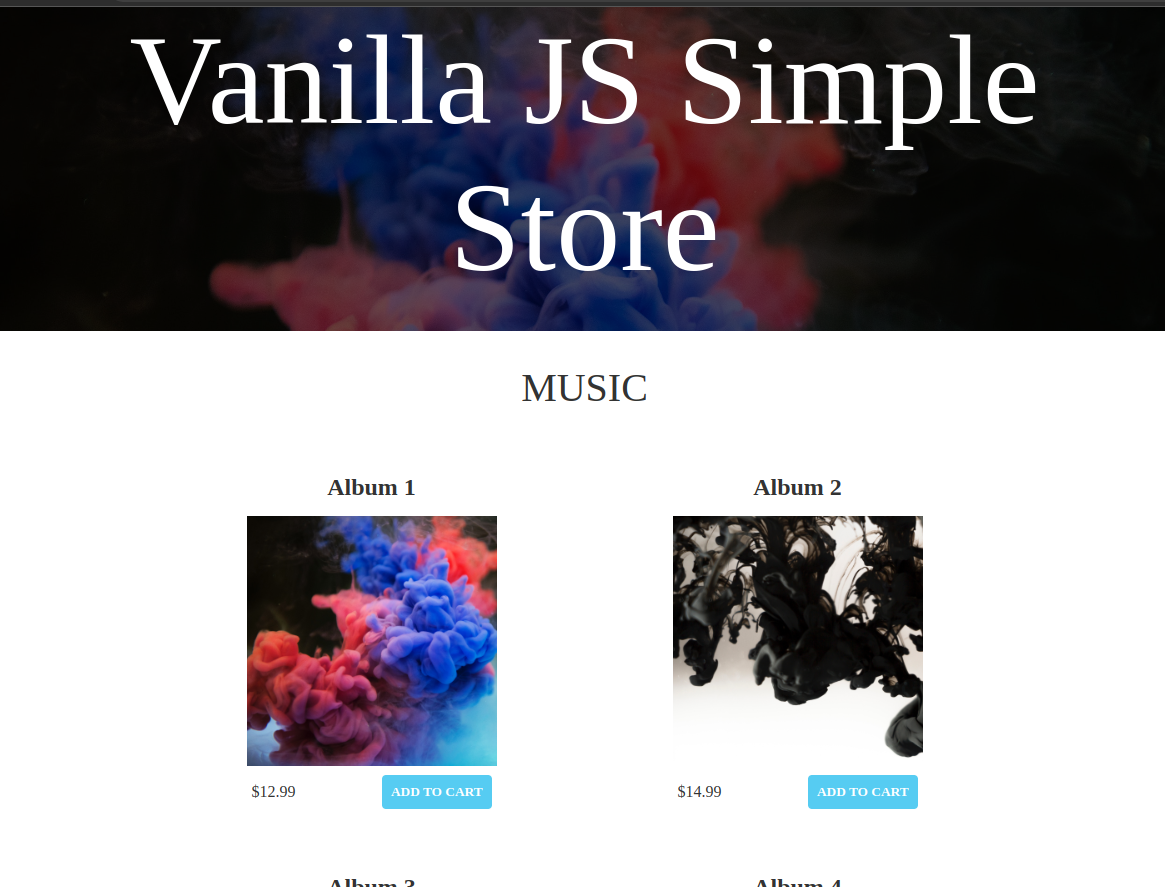 Vanilla JS Simple
Store
MUSIC
Album 1
Album 2
$12.99
ADD TO CART
$14.99
ADD TO CART
Album 3
Album 4